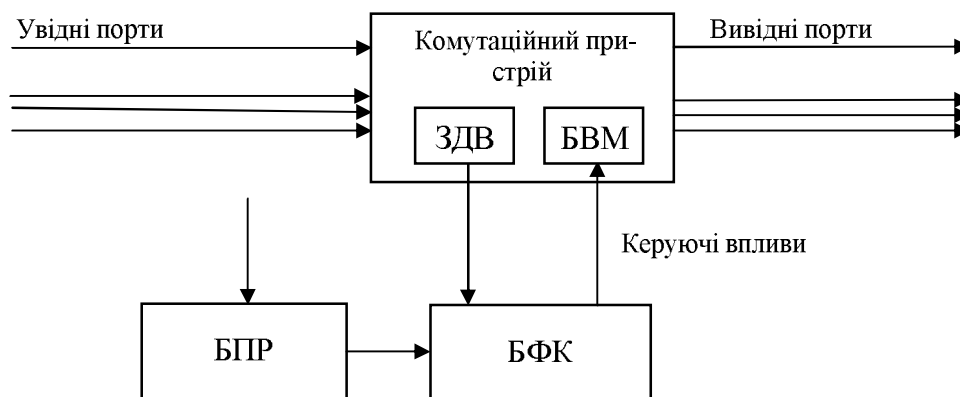 Увідні порти
Комутаційний при-
стрій
Вивідні порти
ЗДВ
БВМ
Керуючі впливи
БПР
БФК